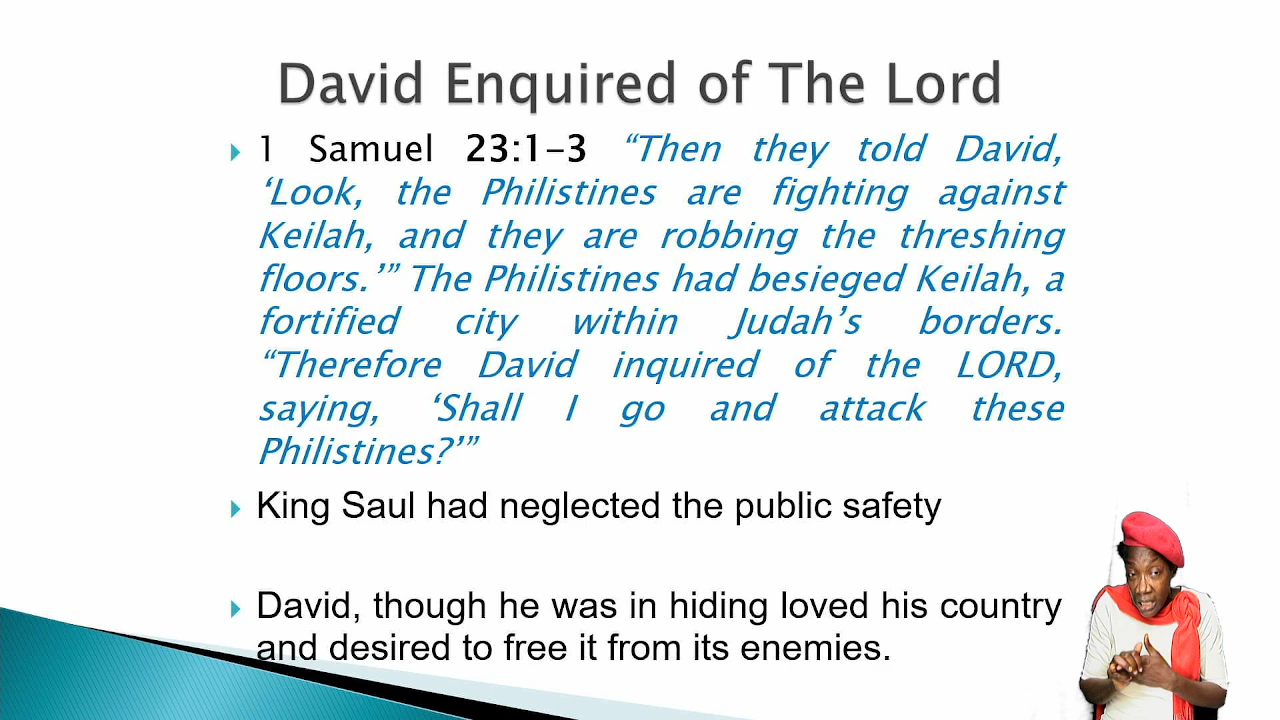 David Enquired of The Lord
1 Samuel 23:1-3 “Then they told David,
‘Look, the Philistines are fighting against
Keilah, and they are robbing the threshing
floors.’” The Philistines had besieged Keilah, a
fortified city within Judah’s borders.
“Therefore David inquired of the LORD,
saying, ‘Shall I go and attack these
Philistines?’”
King Saul had neglected the public safety
David, though he was in hiding loved his country
and desired to free it from its enemies.